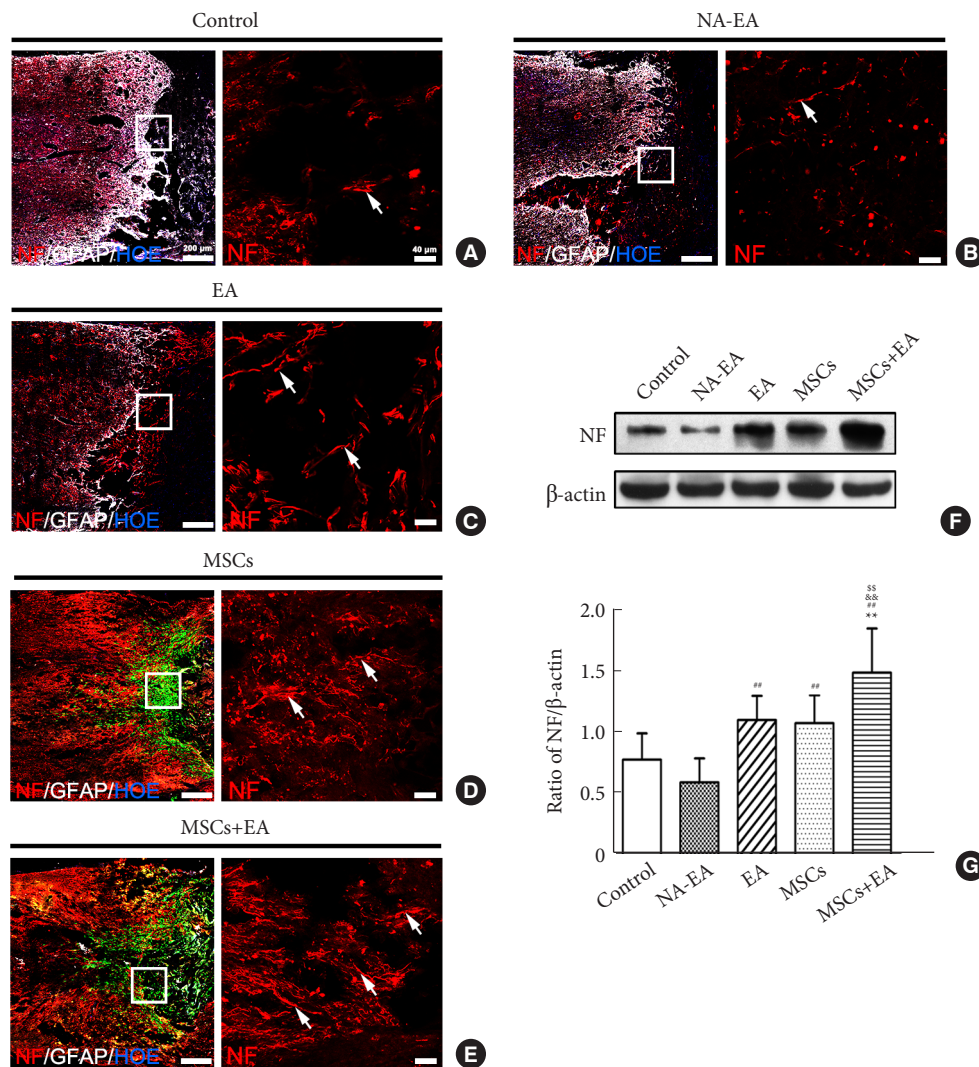 Control
NF/GFAP/HOE
200 µm
NF
40 µm
A
NA-EA
NF/GFAP/HOE
NF
B
EA
NF/GFAP/HOE
NF
C
Control NA-EA EA MSCs MSCs+EA
NF
β-actin
F
MSCs
NF/GFAP/HOE
NF
D
MSCs+EA
NF/GFAP/HOE
NF
E
Ratio of NF/β-actin
2.0
1.5
1.0
0.5
0
##
##
$$
&&
##
**
Control NA-EA EA MSCs MSCs+EA
G